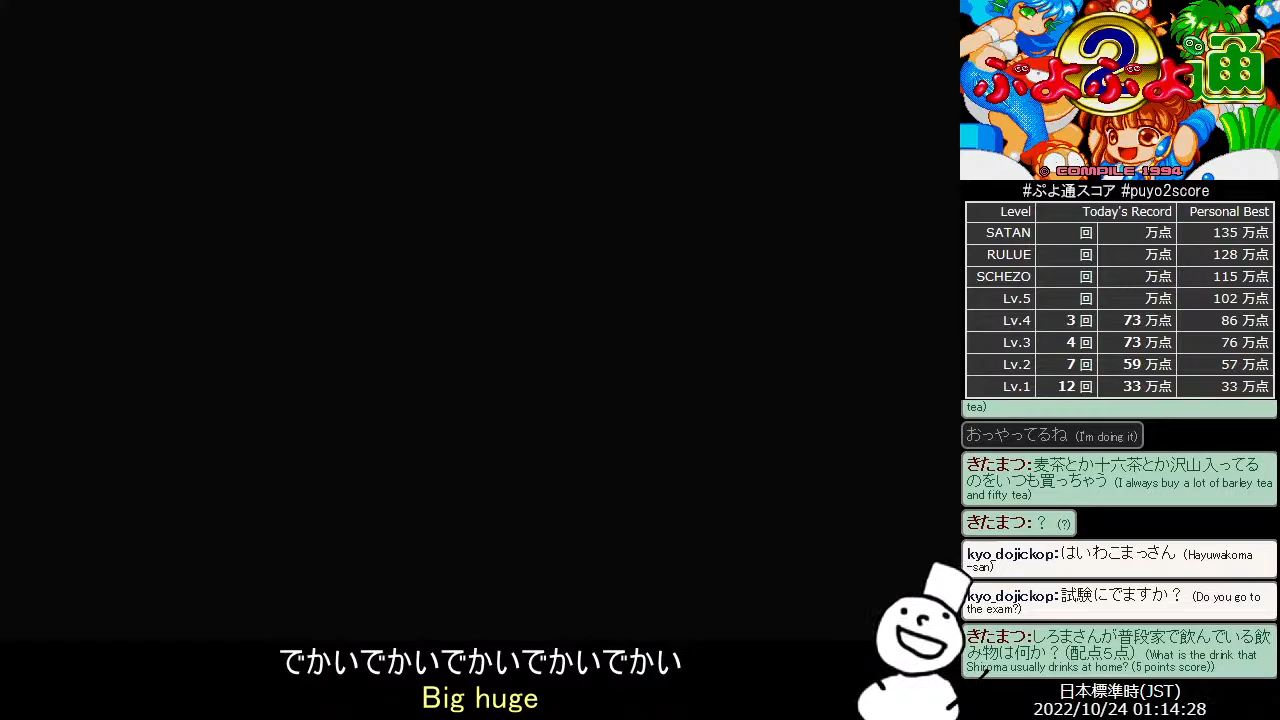 2
ぷよぷよ通
© COMPILE 1994
#ぷよ通スコア #puyo2score
Level Today's Record Personal Best
SATAN 回 万点 135 万点
RULUE 回 万点 128 万点
SCHEZO 回 万点 115 万点
Lv.5 回 万点 102 万点
Lv.4 3 回 73 万点 86 万点
Lv.3 4 回 73 万点 76 万点
Lv.2 7 回 59 万点 57 万点
Lv.1 12 回 33 万点 33 万点
tea)
おっやってるね (I'm doing it)
きたまつ:麦茶とか十六茶とか沢山入ってる
のをいつも買っちゃう (I always buy a lot of barley tea
and fifty tea)
きたまつ:？ (?)
kyo_dojickop:はいわこまっさん (Hayuwakoma
-san)
kyo_dojickop:試験にでますか？ (Do you go to
the exam?)
きたまつ:しろまさんが普段家で飲んでいる飲
み物は何か？(配点５点) (What is the drink that
Shiroma usually drinks at home? (5 points score))
でかいでかいでかいでかいでかい
Big huge
日本標準時(JST)
2022/10/24 01:14:28